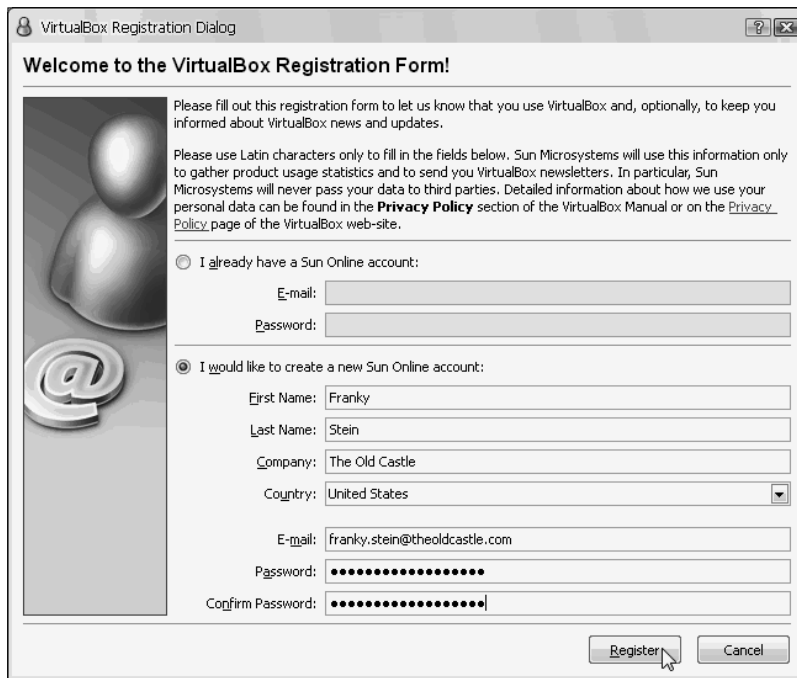 VirtualBox Registration Dialog
Welcome to the VirtualBox Registration Form!
Please fill out this registration form to let us know that you use VirtualBox and, optionally, to keep you
informed about VirtualBox news and updates.
Please use Latin characters only to fill in the fields below. Sun Microsystems will use this information only
to gather product usage statistics and to send you VirtualBox newsletters. In particular, Sun
Microsystems will never pass your data to third parties. Detailed information about how we use your
personal data can be found in the Privacy Policy section of the VirtualBox Manual or on the Privacy
Policy page of the VirtualBox web-site.
I already have a Sun Online account:
E-mail:
Password:
I would like to create a new Sun Online account:
First Name: Franky
Last Name: Stein
Company: The Old Castle
Country: United States
E-mail: franky.stein@theoldcastle.com
Password: ••••••••••••••••••
Confirm Password: ••••••••••••••••••
Register Cancel